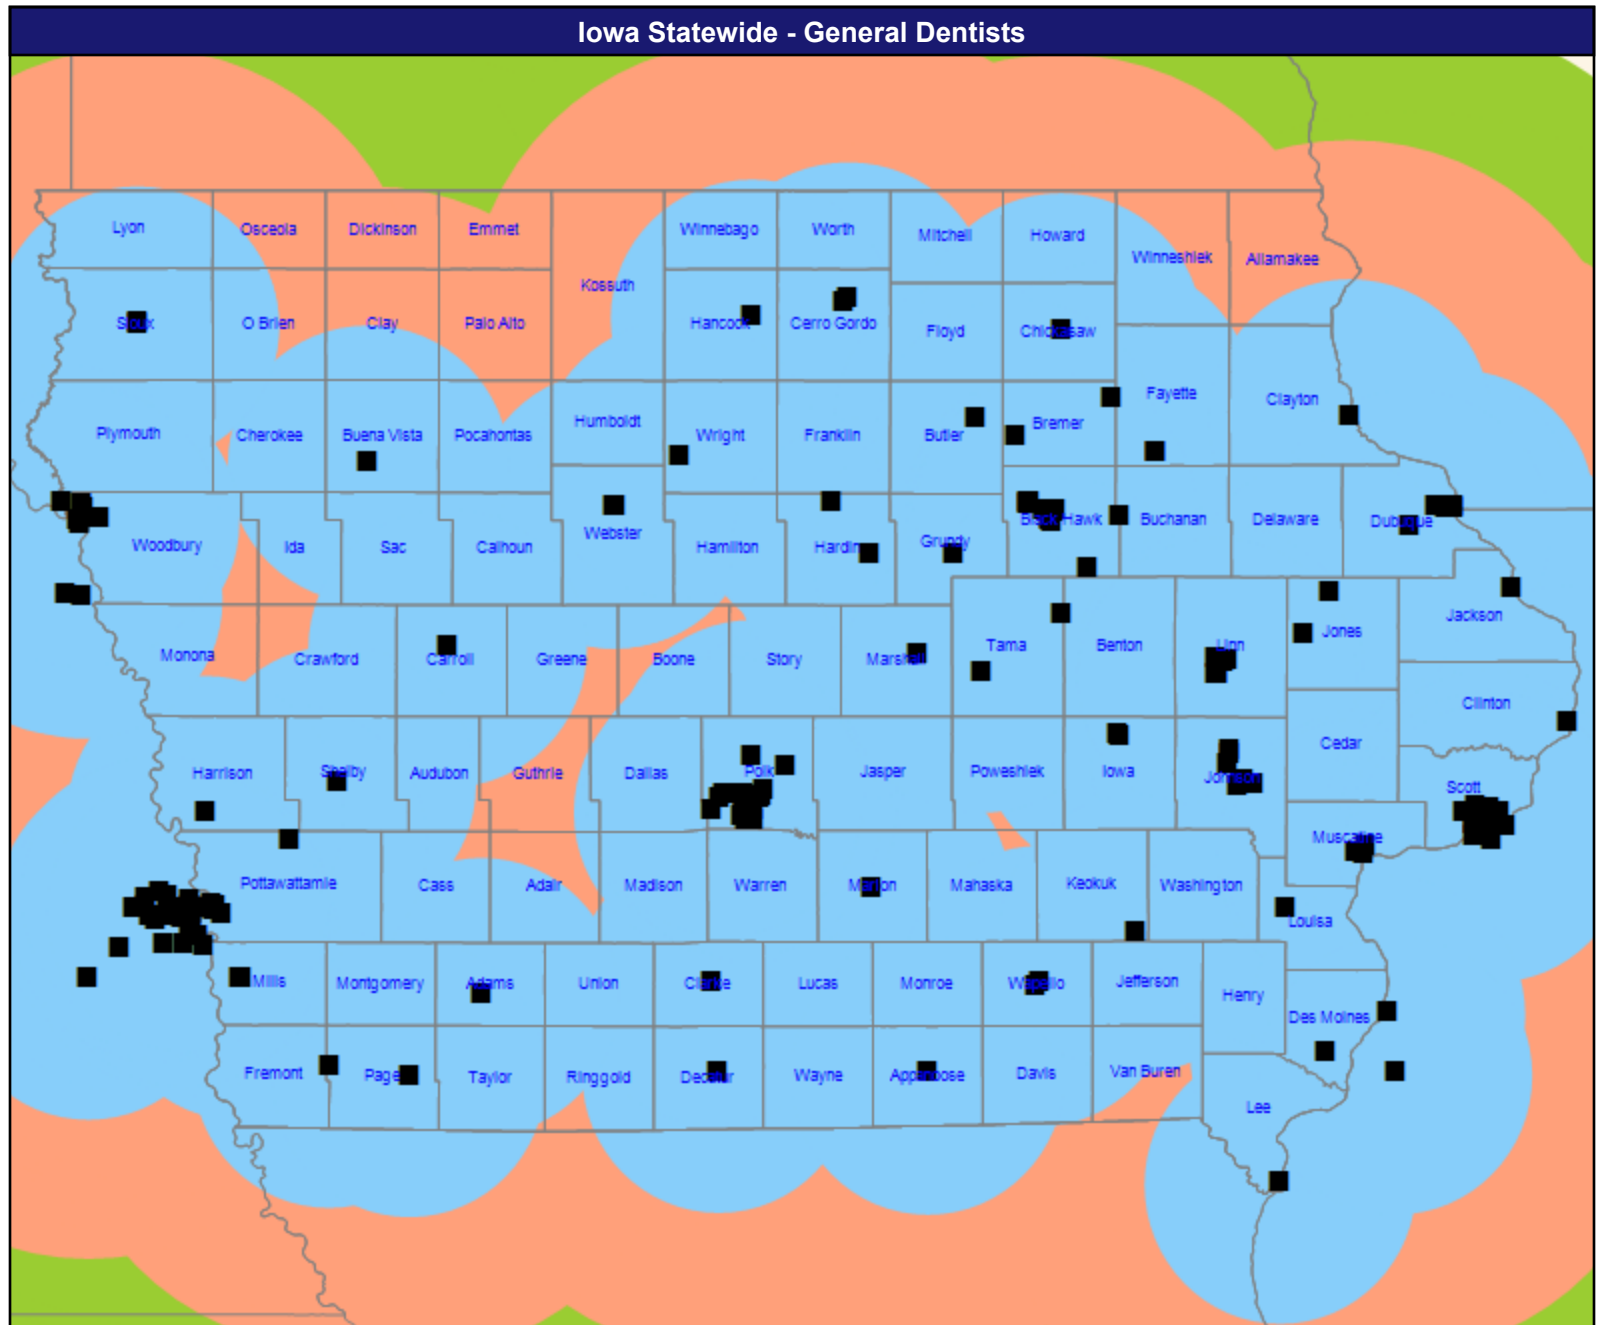 Iowa Statewide - General Dentists
Lyon
Osceola
Dickinson
Emmet
Kossuth
Winnebago
Worth
Mitchell
Howard
Winneshiek
Allamakee
Sioux
O Brien
Clay
Palo Alto
Hancock
Cerro Gordo
Floyd
Chickasaw
Plymouth
Cherokee
Buena Vista
Pocahontas
Humboldt
Wright
Franklin
Butler
Bremer
Fayette
Clayton
Woodbury
Ida
Sac
Calhoun
Webster
Hamilton
Hardin
Grundy
Black Hawk
Buchanan
Delaware
Dubuque
Monona
Crawford
Carroll
Greene
Boone
Story
Marshall
Tama
Benton
Linn
Jones
Jackson
Clinton
Harrison
Shelby
Audubon
Guthrie
Dallas
Polk
Jasper
Poweshiek
Iowa
Johnson
Cedar
Scott
Muscatine
Pottawattamie
Cass
Adair
Madison
Warren
Marion
Mahaska
Keokuk
Washington
Louisa
Mills
Montgomery
Adams
Union
Clarke
Lucas
Monroe
Wapello
Jefferson
Henry
Des Moines
Fremont
Page
Taylor
Ringgold
Decatur
Wayne
Appanoose
Davis
Van Buren
Lee